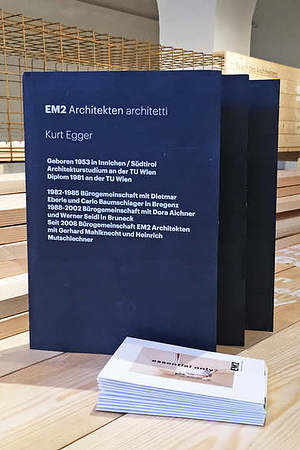 EM2 Architekten architetti
Kurt Egger
Geboren 1953 in Innichen / Südtirol
Architekturstudium an der TU Wien
Diplom 1981 an der TU Wien
1982-1985 Bürogemeinschaft mit Dietmar
Eberle und Carlo Baumschlager in Bregenz
1988-2002 Bürogemeinschaft mit Dora Aichner
und Werner Seidl in Bruneck
Seit 2008 Bürogemeinschaft EM2 Architekten
mit Gerhard Mahlknecht und Heinrich
Mutschlechner
essential only?
EM2